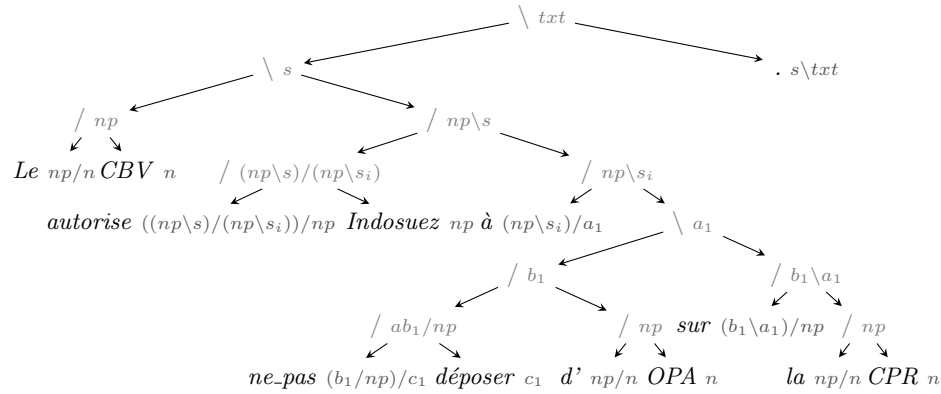 \ txt
\ s . s\txt
/ np / np\s
Le np/n CBV n / (np\s)/(np\s_i) / np\s_i
autorise ((np\s)/(np\s_i))/np Indosuez np à (np\s_i)/a_1 \ a_1
/ b_1 / b_1\a_1
/ ab_1/np / np sur (b_1\a_1)/np / np
ne_pas (b_1/np)/c_1 déposer c_1 d' np/n OPA n la np/n CPR n